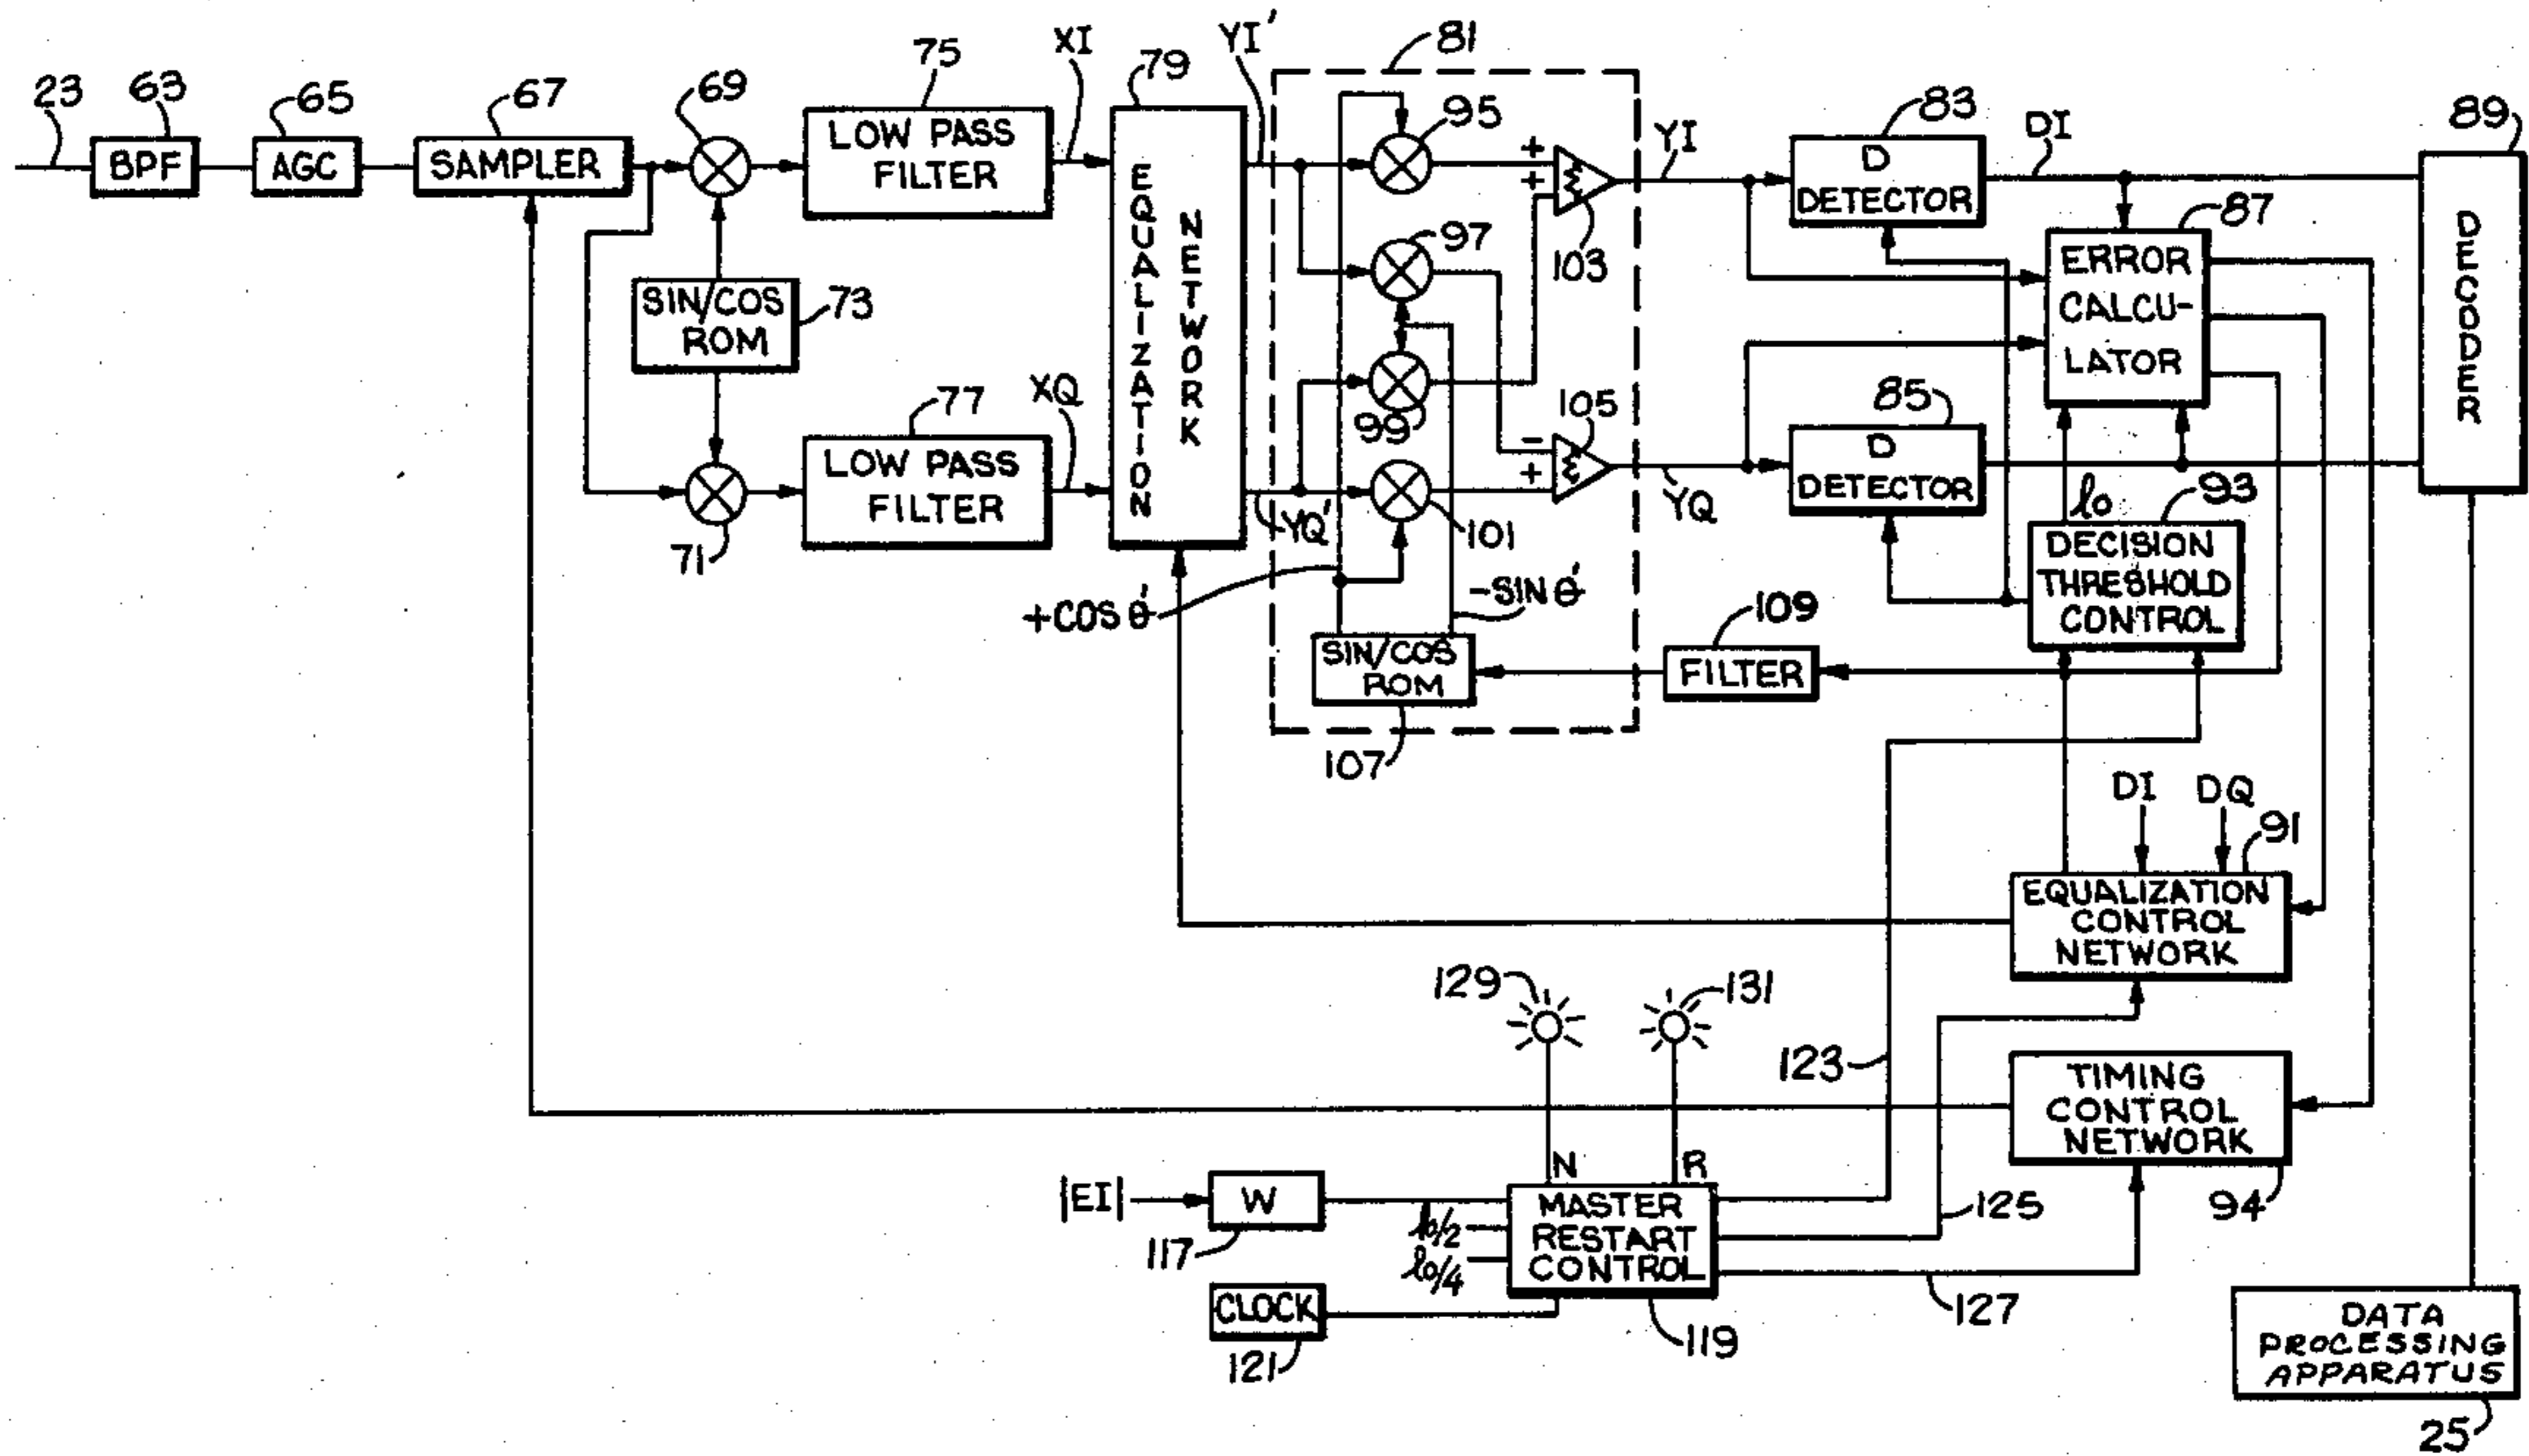 23
63
65
67
69
75
XI
79
YI'
81
83
DI
89
BPF
AGC
SAMPLER
LOW PASS
FILTER
EQUALIZATION
NETWORK
95
+
+
103
YI
D
DETECTOR
87
ERROR
CALCU-
LATOR
DECODER
97
SIN/COS
ROM
73
99
71
77
XQ
LOW PASS
FILTER
YQ'
101
-
+
105
YQ
85
D
DETECTOR
lo
93
DECISION
THRESHOLD
CONTROL
+COS θ'
-SIN θ'
SIN/COS
ROM
107
109
FILTER
DI
DQ
91
EQUALIZATION
CONTROL
NETWORK
129
131
123
TIMING
CONTROL
NETWORK
94
N
R
|EI|
W
117
lo/2
lo/4
MASTER
RESTART
CONTROL
119
125
127
CLOCK
121
DATA
PROCESSING
APPARATUS
25